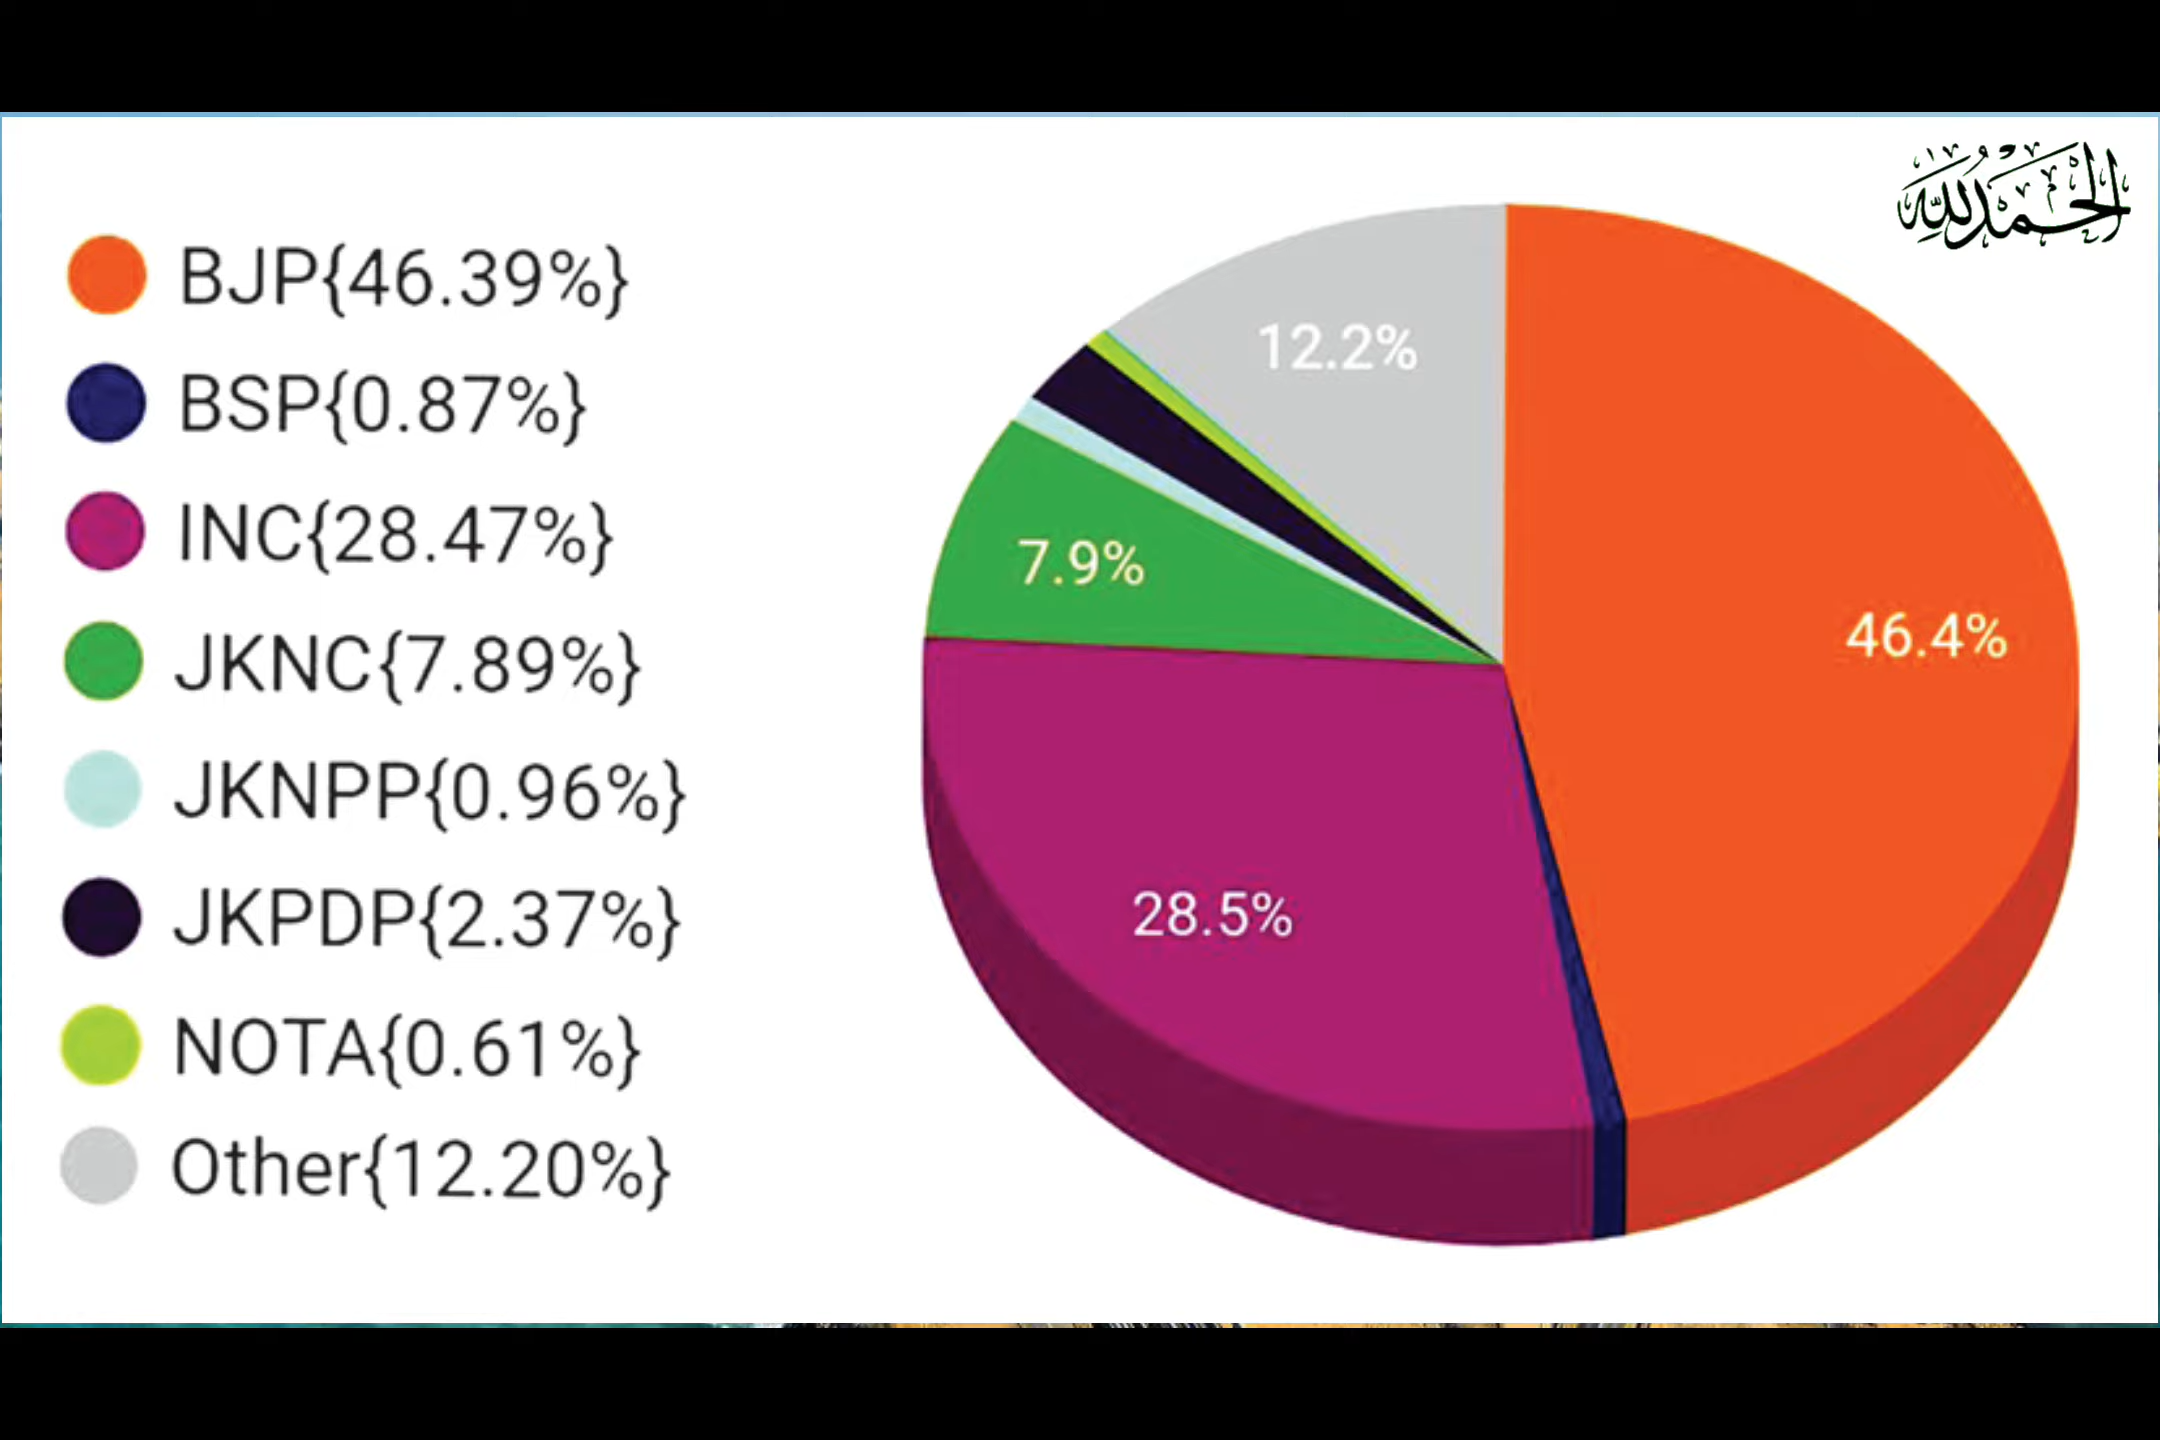 الحمد لله
BJP{46.39%}
BSP{0.87%}
INC{28.47%}
JKNC{7.89%}
JKNPP{0.96%}
JKPDP{2.37%}
NOTA{0.61%}
Other{12.20%}
12.2%
7.9%
46.4%
28.5%